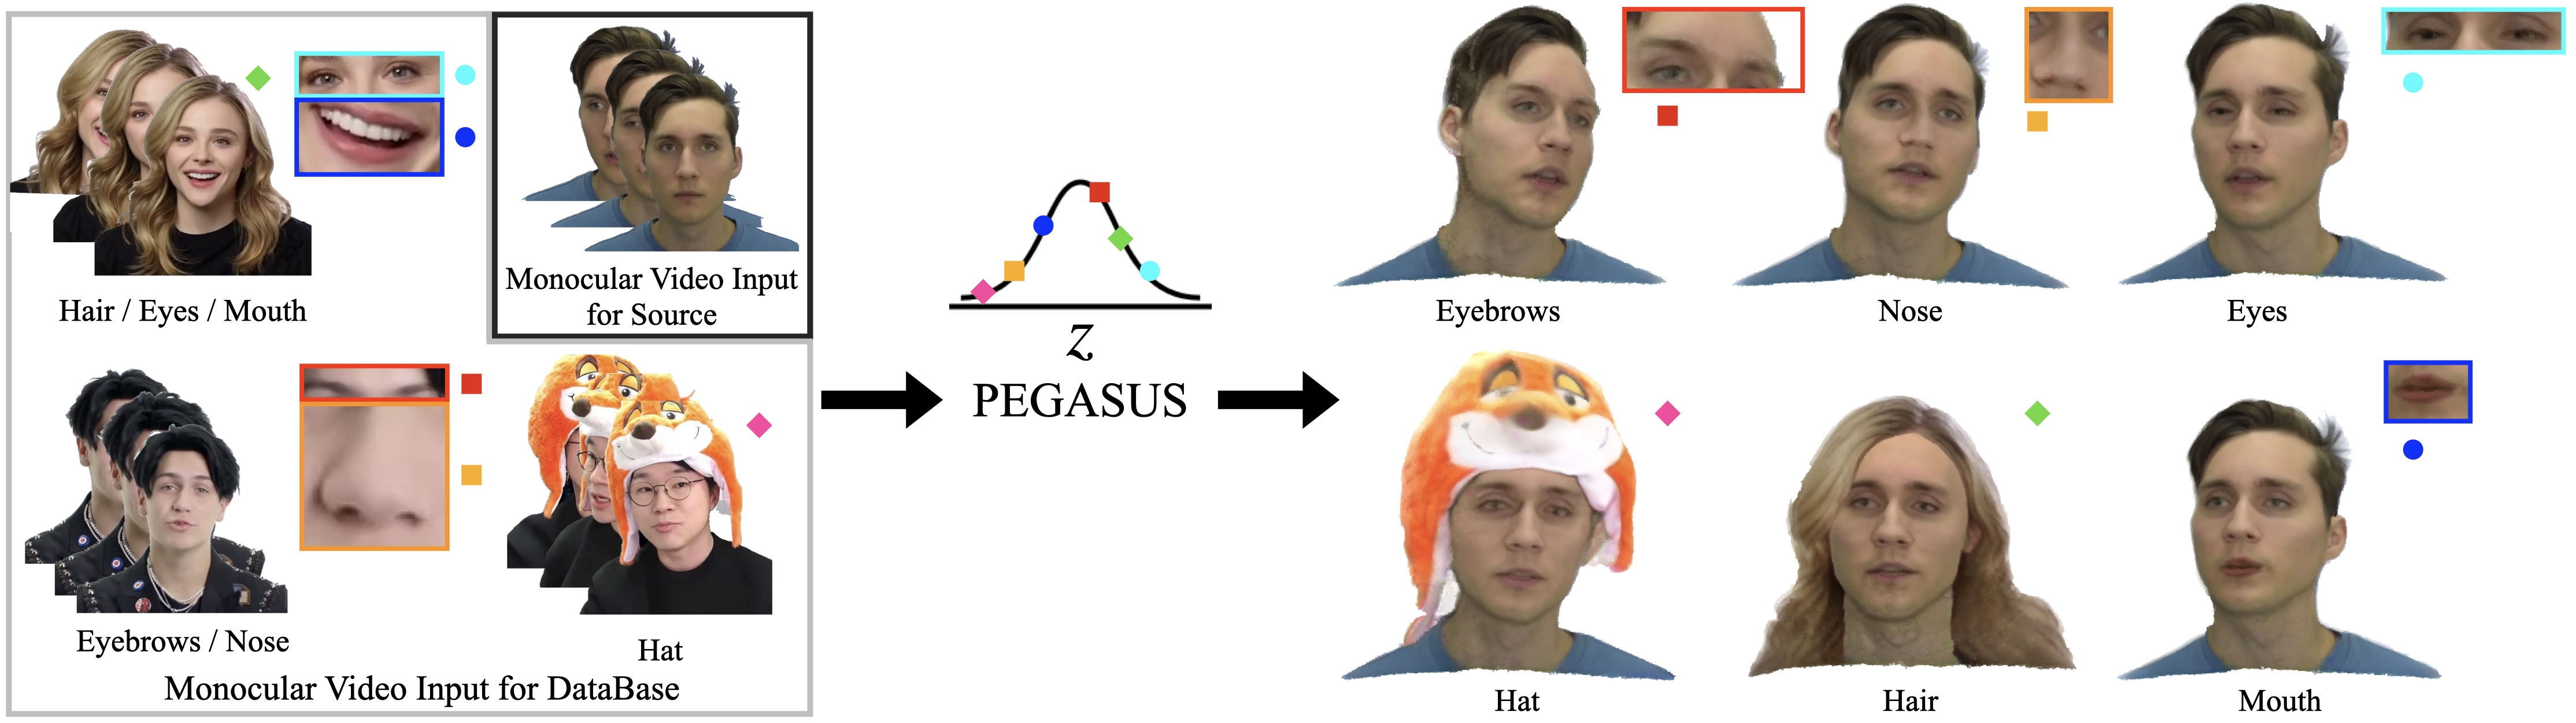 Hair / Eyes / Mouth
Monocular Video Input
for Source
Eyebrows / Nose
Hat
Monocular Video Input for DataBase
z
PEGASUS
Eyebrows
Nose
Eyes
Hat
Hair
Mouth